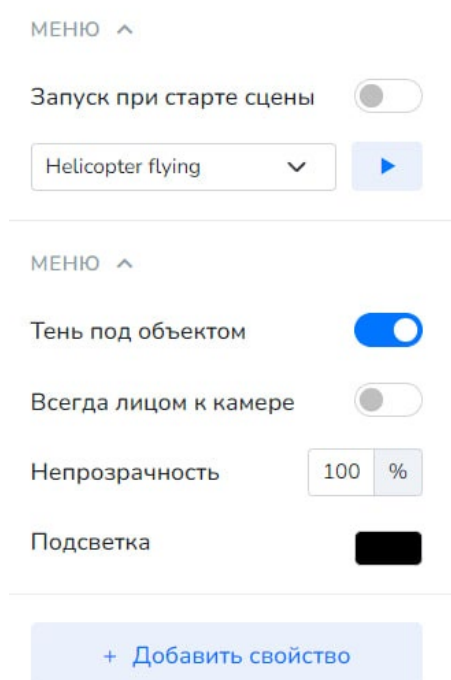 МЕНЮ
Запуск при старте сцены
Helicopter flying
МЕНЮ
Тень под объектом
Всегда лицом к камере
Непрозрачность 100 %
Подсветка
+ Добавить свойство